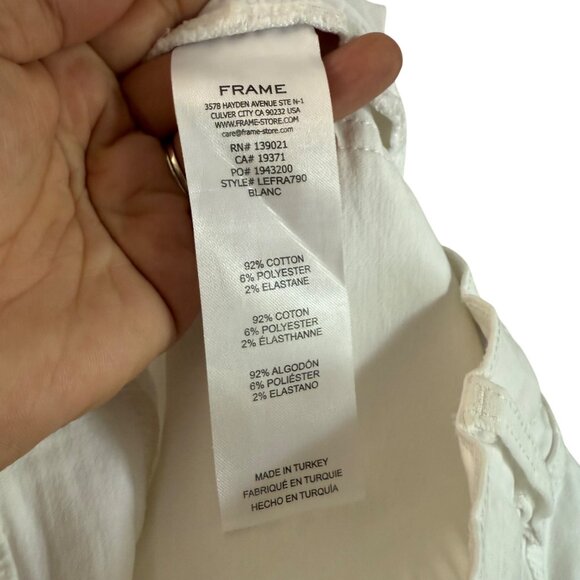 FRAME
3578 HAYDEN AVENUE STE N-1
CULVER CITY CA 90232 USA
WWW.FRAME-STORE.COM
care@frame-store.com
RN# 139021
CA# 19371
PO# 1943200
STYLE# LEFRA790
BLANC
92% COTTON
6% POLYESTER
2% ELASTANE
92% COTON
6% POLYESTER
2% ÉLASTHANNE
92% ALGODÓN
6% POLIÉSTER
2% ELASTANO
MADE IN TURKEY
FABRIQUÉ EN TURQUIE
HECHO EN TURQUÍA